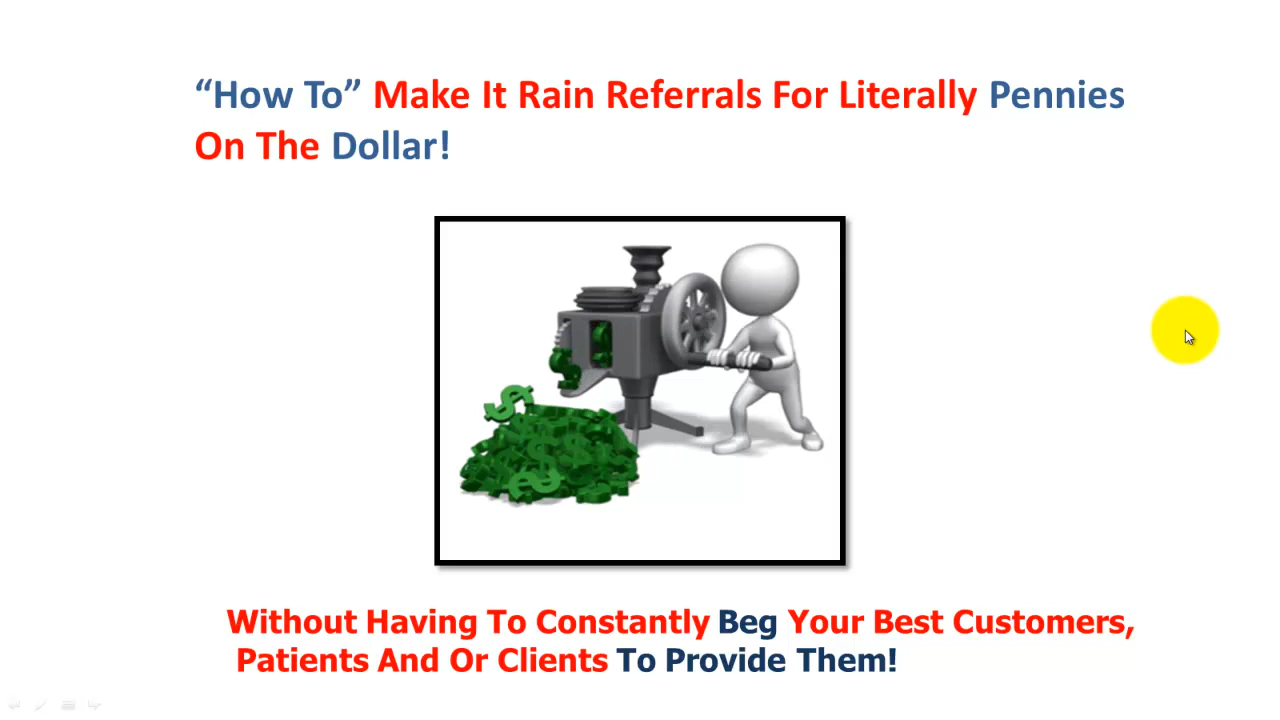 “How To” Make It Rain Referrals For Literally Pennies
On The Dollar!
Without Having To Constantly Beg Your Best Customers,
Patients And Or Clients To Provide Them!